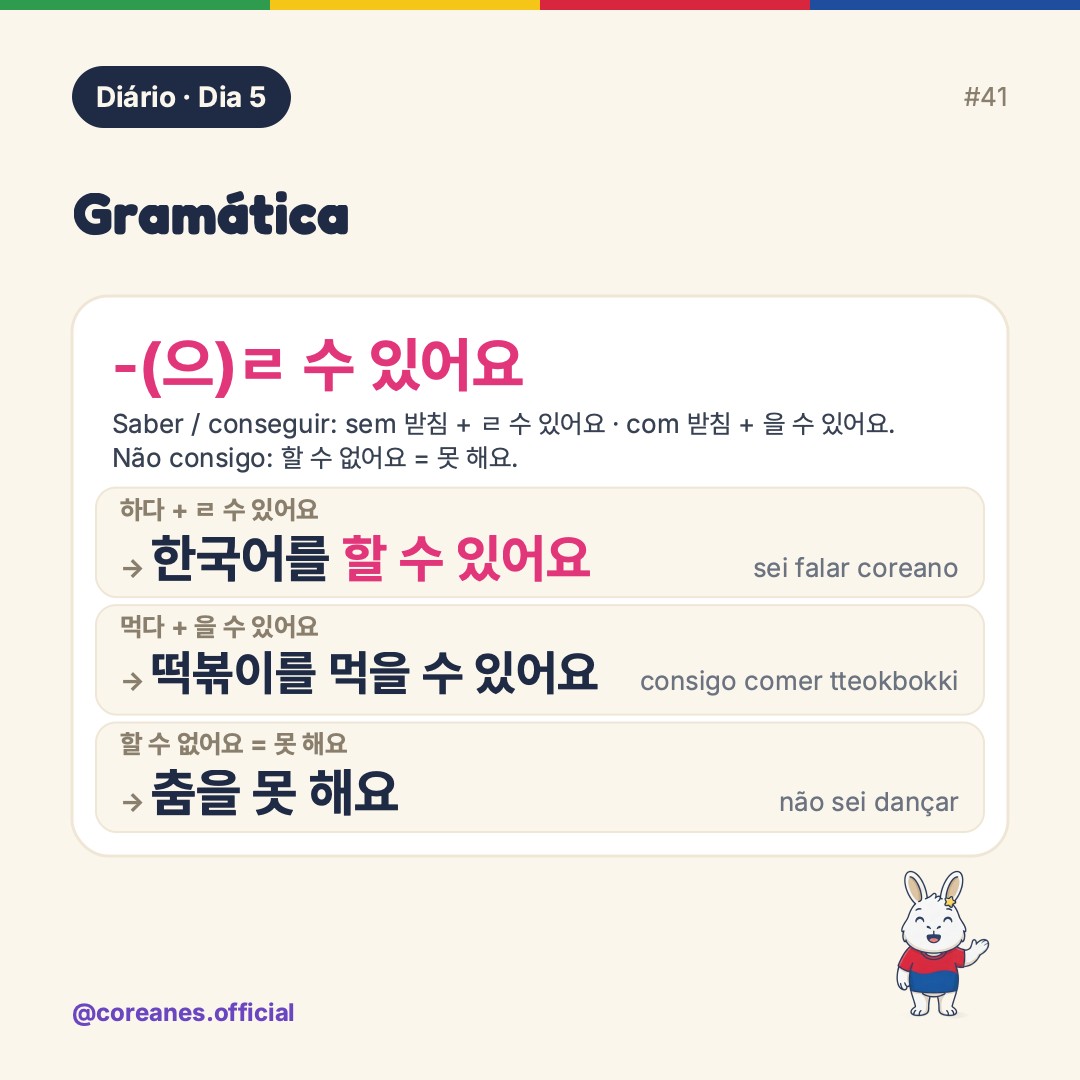 Diário · Dia 5
#41
Gramática
-(으)ㄹ 수 있어요
Saber / conseguir: sem 받침 + ㄹ 수 있어요 · com 받침 + 을 수 있어요.
Não consigo: 할 수 없어요 = 못 해요.
하다 + ㄹ 수 있어요
→ 한국어를 할 수 있어요 sei falar coreano
먹다 + 을 수 있어요
→ 떡볶이를 먹을 수 있어요 consigo comer tteokbokki
할 수 없어요 = 못 해요
→ 춤을 못 해요 não sei dançar
@coreanes.official